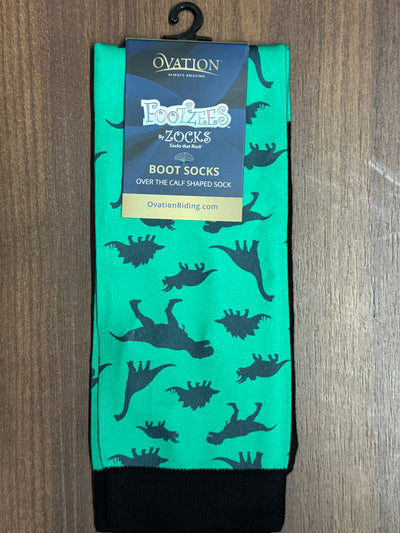 OVATION
ALWAYS AMAZING
FOOTZEES
By ZOCKS
Socks that Rock
BOOT SOCKS
OVER THE CALF SHAPED SOCK
OvationRiding.com